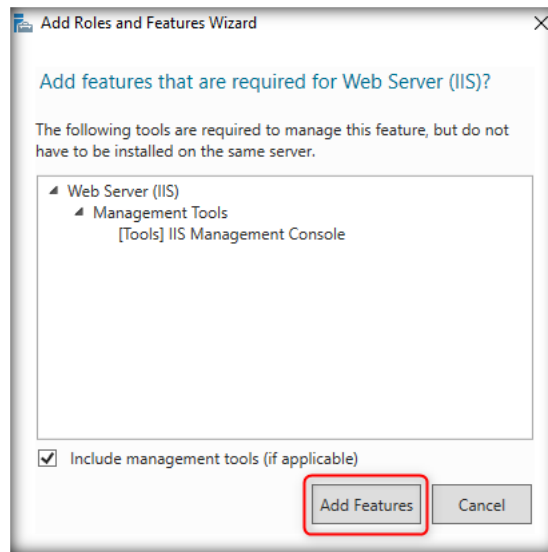 Add Roles and Features Wizard
Add features that are required for Web Server (IIS)?
The following tools are required to manage this feature, but do not
have to be installed on the same server.
Web Server (IIS)
Management Tools
[Tools] IIS Management Console
Include management tools (if applicable)
Add Features
Cancel